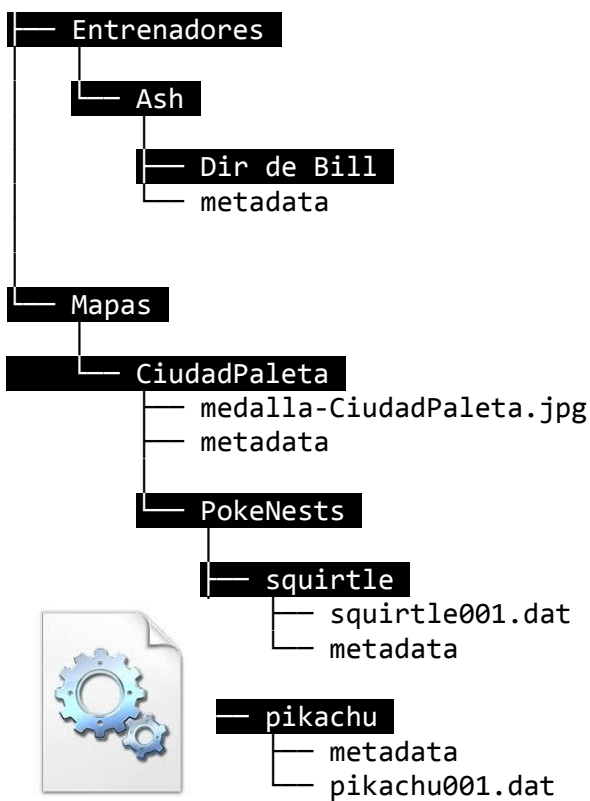 ├── Entrenadores
└── Ash
├── Dir de Bill
└── metadata
└── Mapas
└── CiudadPaleta
├── medalla-CiudadPaleta.jpg
├── metadata
└── PokeNests
├── squirtle
├── squirtle001.dat
└── metadata
── pikachu
├── metadata
└── pikachu001.dat